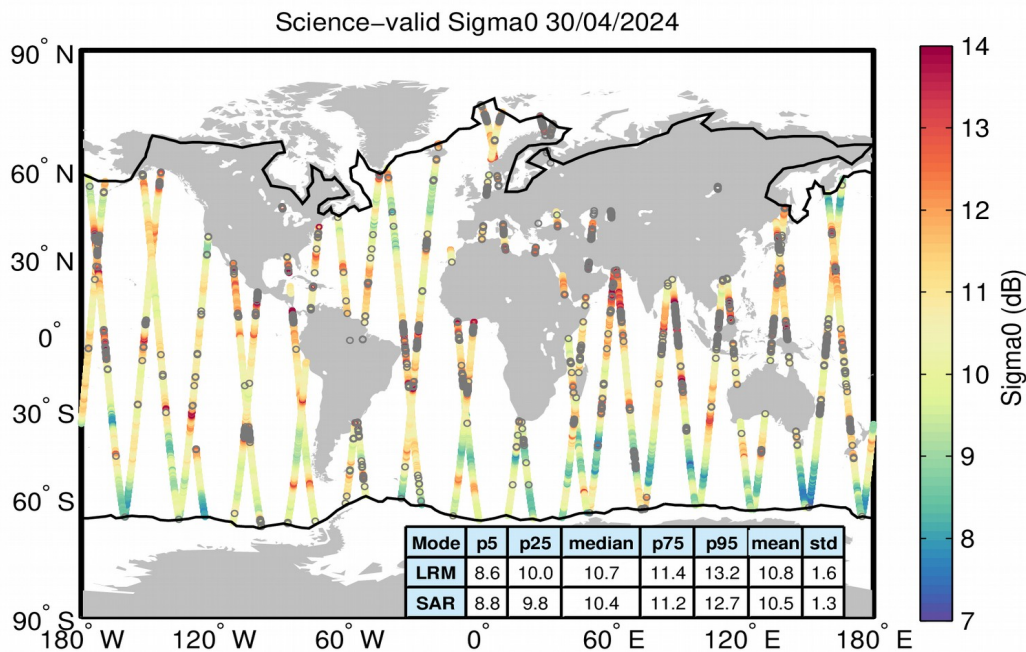 Science−valid Sigma0 30/04/2024
90° N
60° N
30° N
0°
30° S
60° S
90° S
180° W
120° W
60° W
0°
60° E
120° E
180° E
14
13
12
11
10
9
8
7
Sigma0 (dB)
Mode p5 p25 median p75 p95 mean std
LRM 8.6 10.0 10.7 11.4 13.2 10.8 1.6
SAR 8.8 9.8 10.4 11.2 12.7 10.5 1.3